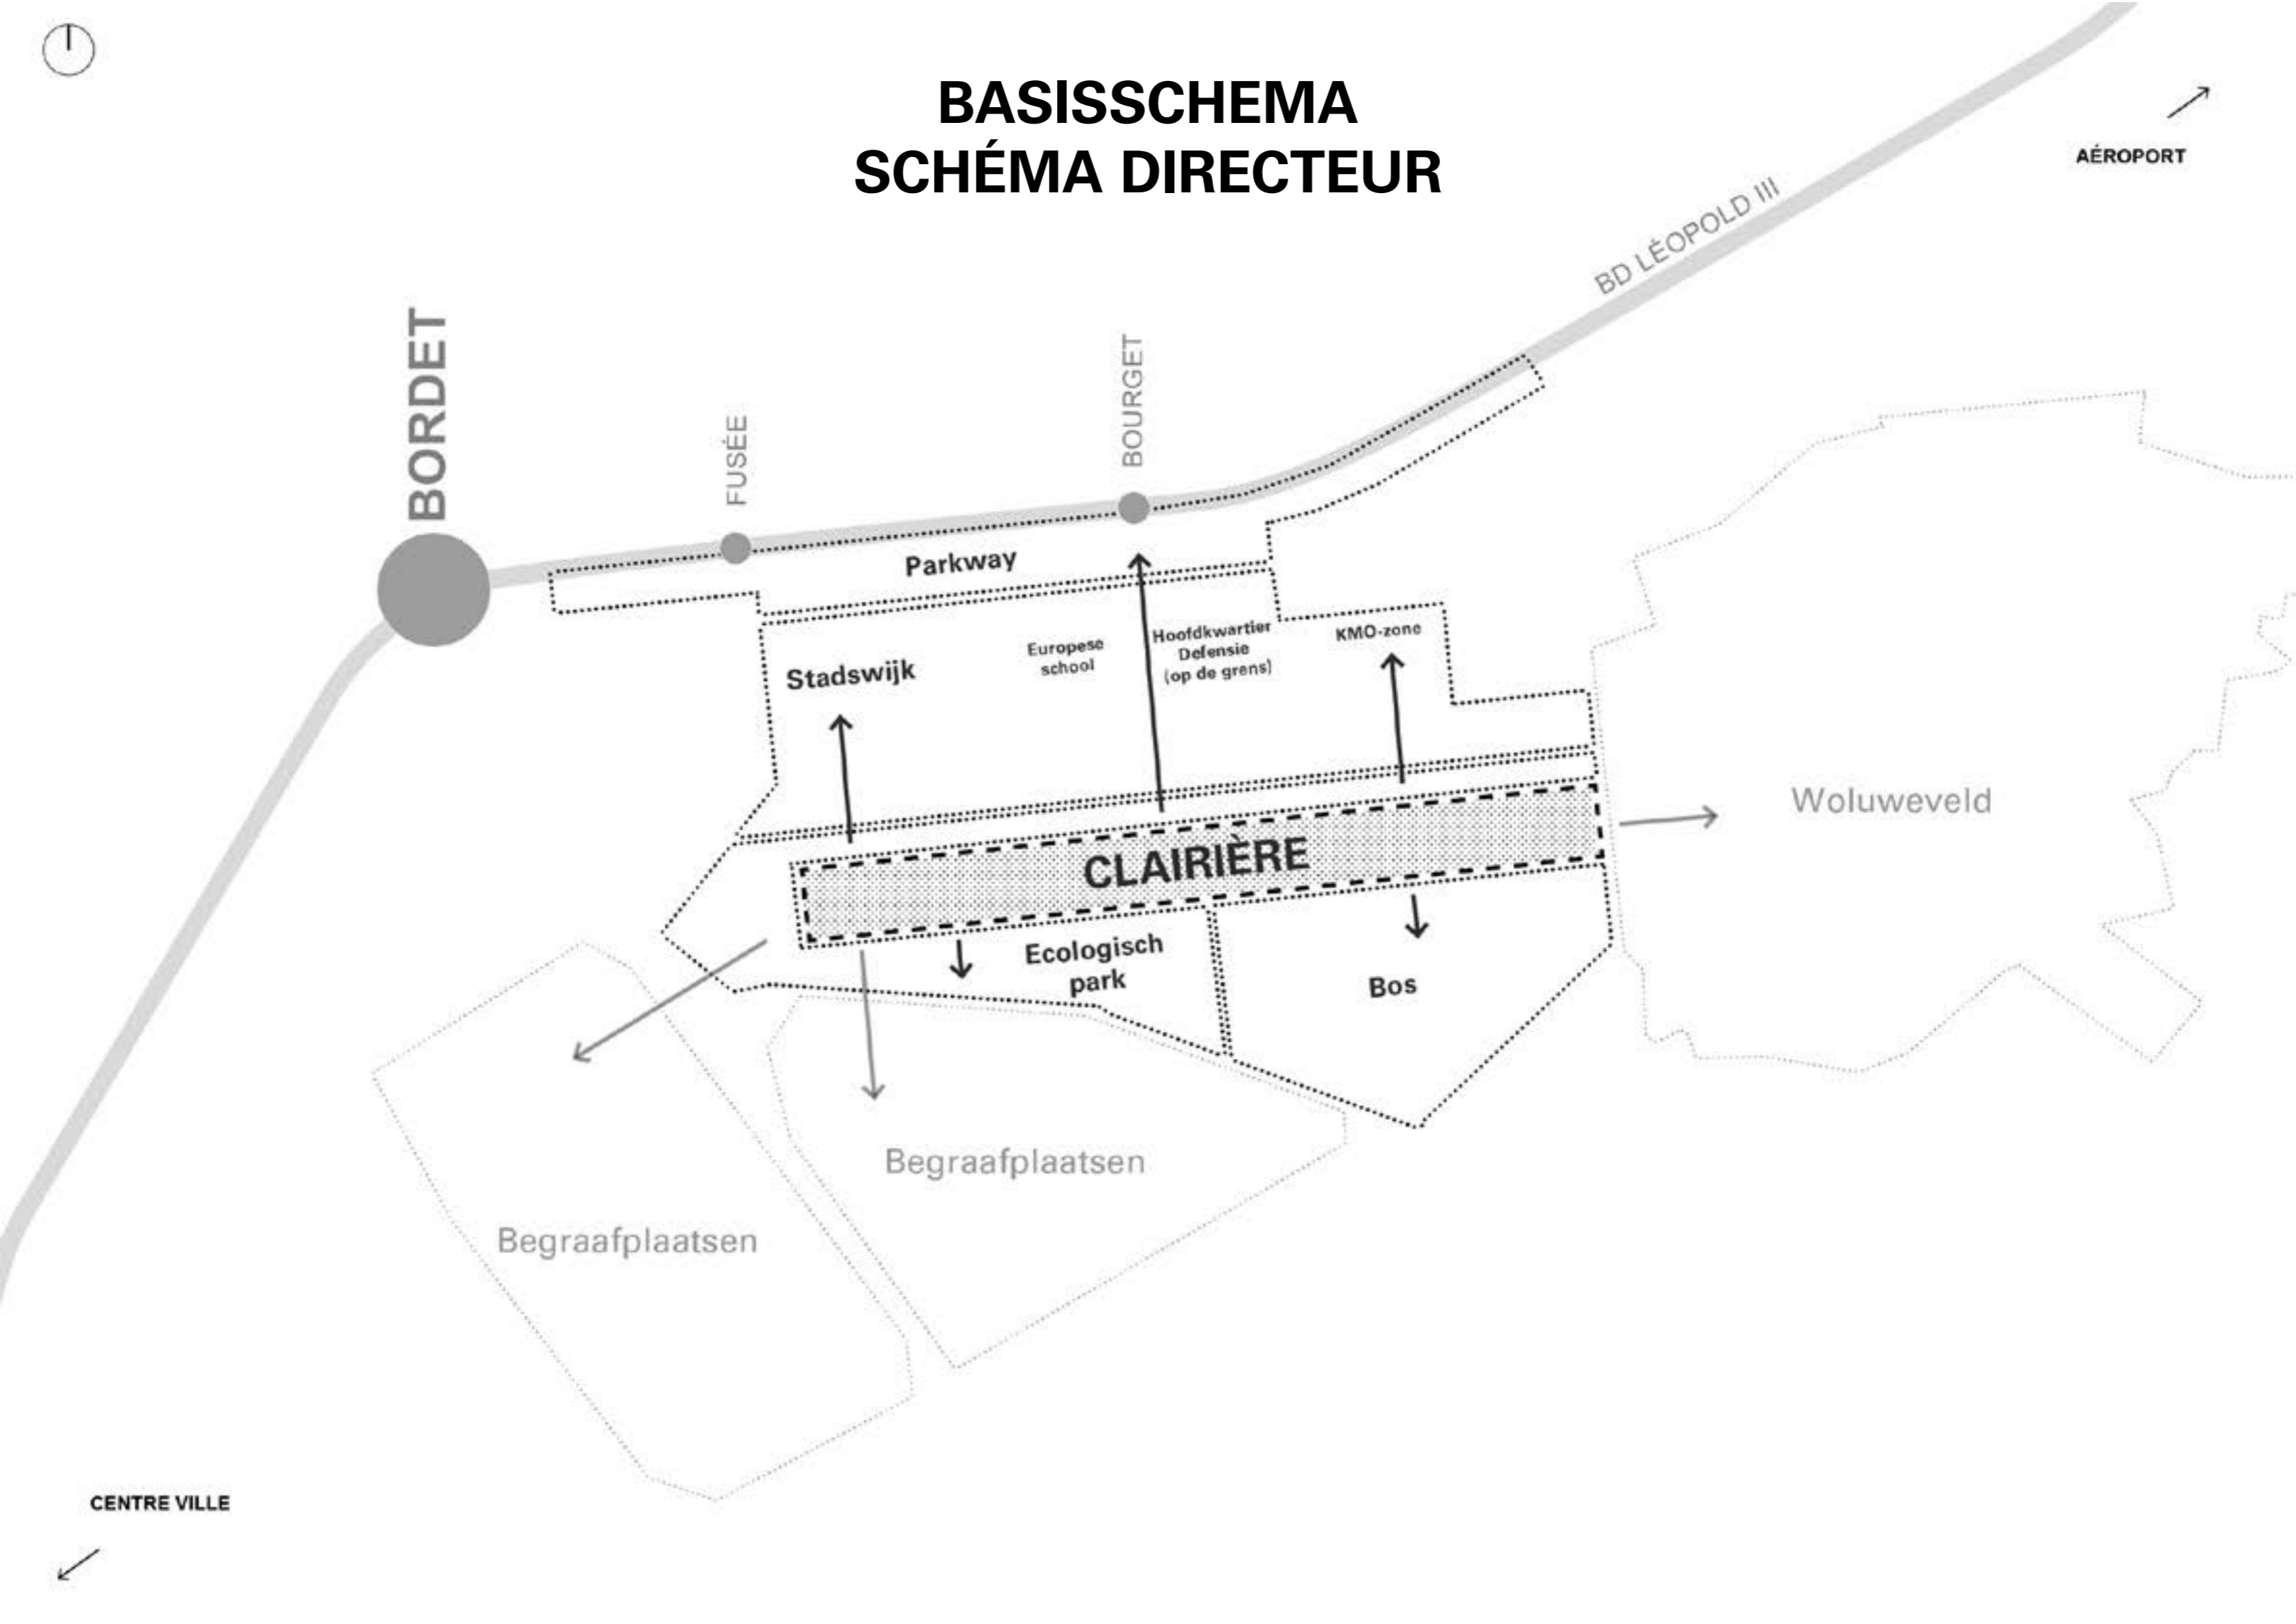 BASISSCHEMA
SCHÉMA DIRECTEUR
AÉROPORT
BD LÉOPOLD III
BORDET
FUSÉE
BOURGET
Parkway
Stadswijk
Europese
school
Hoofdkwartier
Defensie
(op de grens)
KMO-zone
CLAIRIÈRE
Woluweveld
Ecologisch
park
Bos
Begraafplaatsen
Begraafplaatsen
CENTRE VILLE